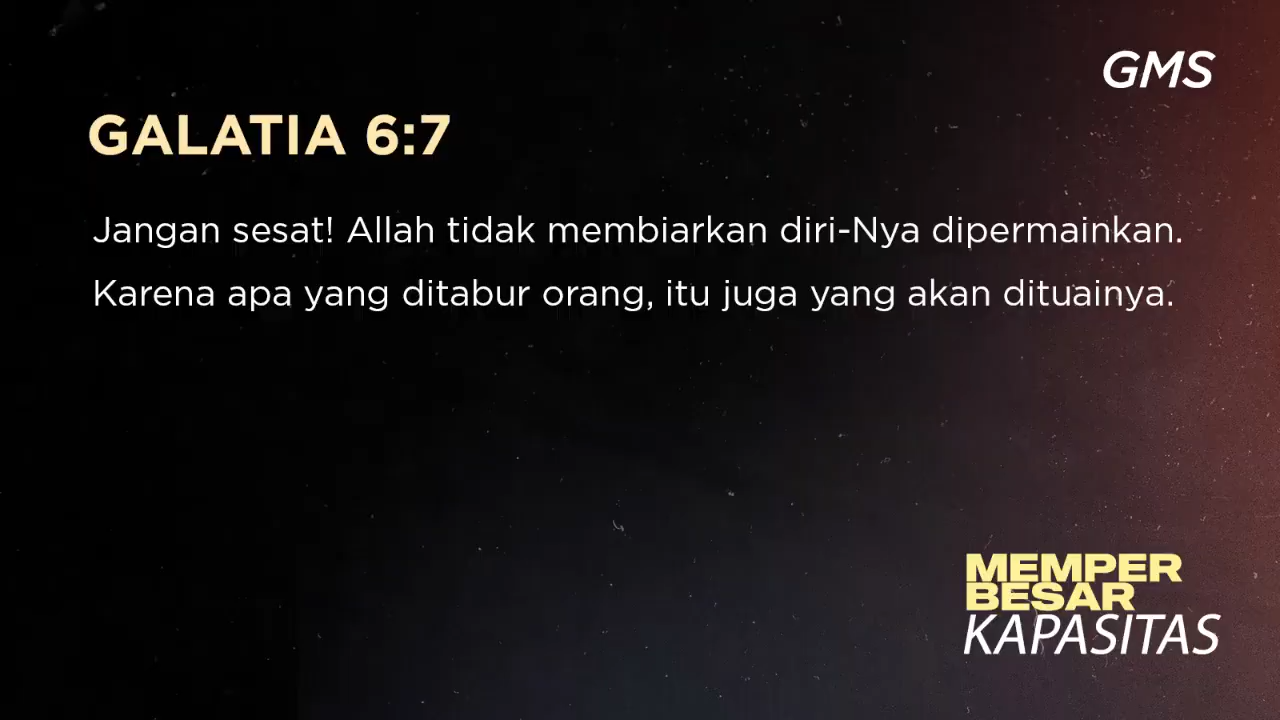 GMS
GALATIA 6:7
Jangan sesat! Allah tidak membiarkan diri-Nya dipermainkan.
Karena apa yang ditabur orang, itu juga yang akan dituainya.
MEMPER
BESAR
KAPASITAS